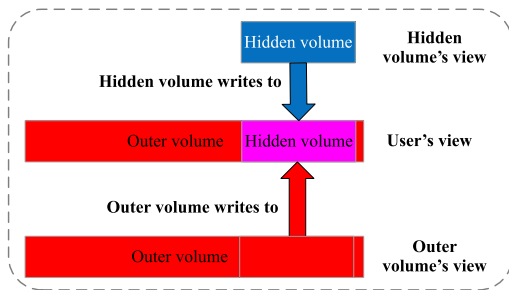 Hidden volume
Hidden
volume's view
Hidden volume writes to
Outer volume
Hidden volume
User's view
Outer volume writes to
Outer volume
Outer
volume's view